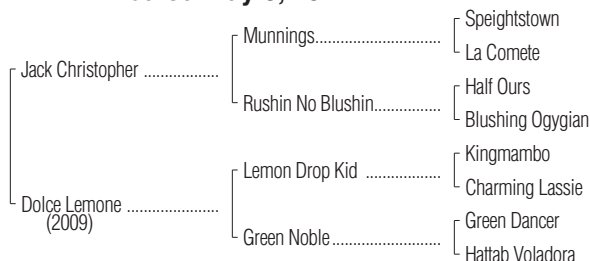 Speightstown
Munnings
La Comete
Jack Christopher
Half Ours
Rushin No Blushin
Blushing Ogygian
Kingmambo
Lemon Drop Kid
Charming Lassie
Dolce Lemone
(2009)
Green Dancer
Green Noble
Hattab Voladora